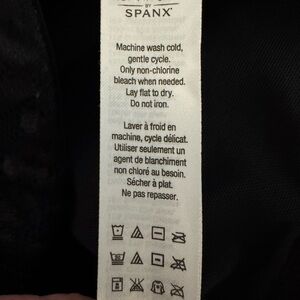 BY
SPANX®
Machine wash cold,
gentle cycle.
Only non-chlorine
bleach when needed.
Lay flat to dry.
Do not iron.
Laver à froid en
machine, cycle délicat.
Utiliser seulement un
agent de blanchiment
non chloré au besoin.
Sécher à plat.
Ne pas repasser.